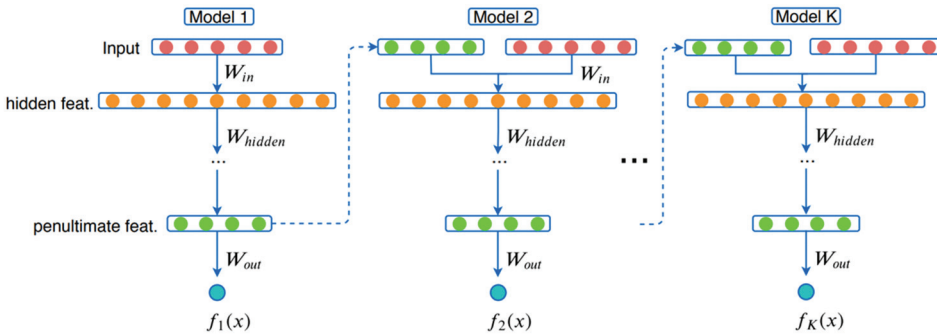 Model 1 Model 2 Model K
Input
W_in W_in W_in
hidden feat.
W_hidden W_hidden W_hidden
... ... ... ...
penultimate feat.
W_out W_out W_out
f_1(x) f_2(x) f_K(x)